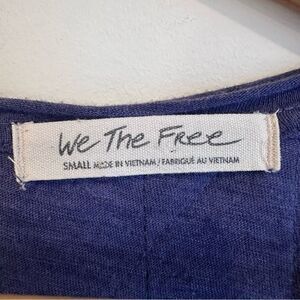 We The Free
SMALL MADE IN VIETNAM / FABRIQUÉ AU VIETNAM